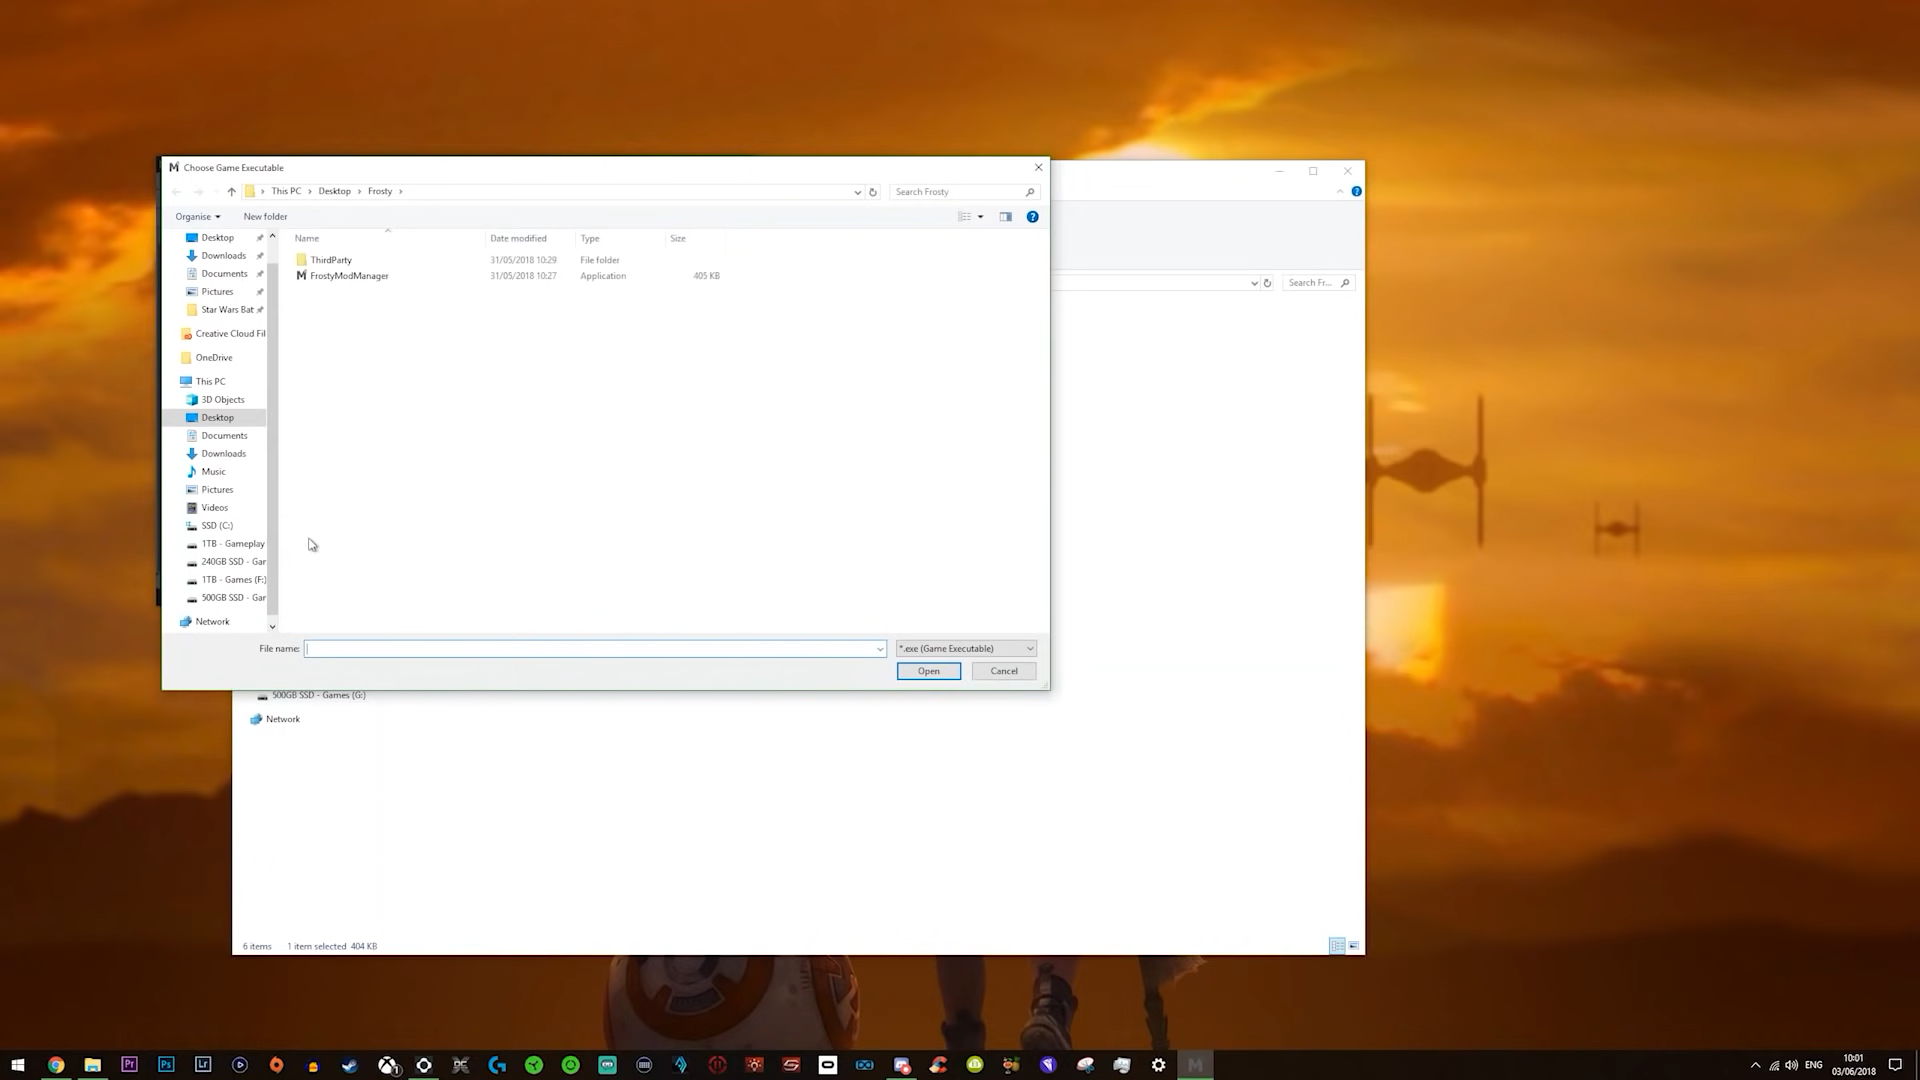 Choose Game Executable
This PC > Desktop > Frosty >
Search Frosty
Organise
New folder
Name
Date modified
Type
Size
ThirdParty
31/05/2018 10:29
File folder
FrostyModManager
31/05/2018 10:27
Application
405 KB
Desktop
Downloads
Documents
Pictures
Star Wars Bat
Creative Cloud Fil
OneDrive
This PC
3D Objects
Desktop
Documents
Downloads
Music
Pictures
Videos
SSD (C:)
1TB - Gameplay
240GB SSD - Gar
1TB - Games (F:)
500GB SSD - Gar
Network
File name:
*.exe (Game Executable)
Open
Cancel
Search Fr...
500GB SSD - Games (G:)
Network
6 items
1 item selected 404 KB
Pr
Ps
Lr
ENG
10:01
03/06/2018